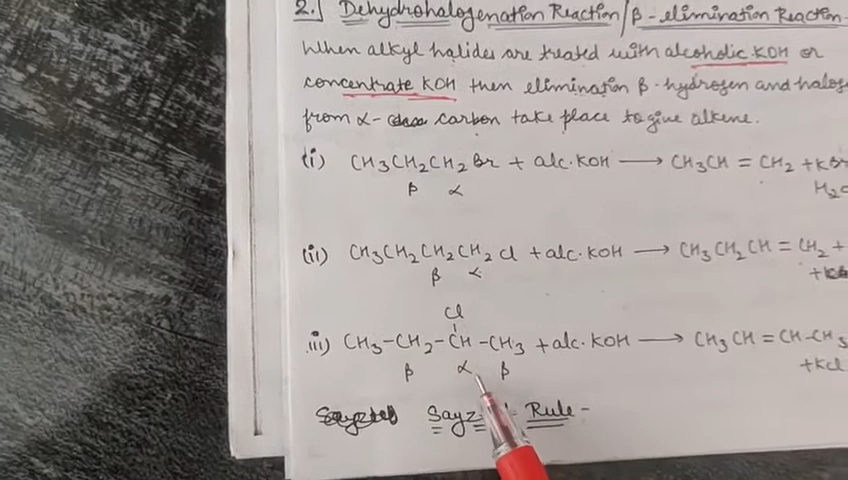 2.] Dehydrohalogenation Reaction/β-elimination Reaction-
When alkyl halides are treated with alcoholic KOH or
concentrate KOH then elimination β-hydrogen and
from α- carbon take place to give alkene.
(i) CH₃CH₂CH₂Br + alc.KOH ⟶ CH₃CH = CH₂ + KBr
β α H₂O
(ii) CH₃CH₂CH₂CH₂Cl + alc.KOH ⟶ CH₃CH₂CH = CH₂ +
β α
Cl
iii) CH₃-CH₂-CH-CH₃ + alc.KOH ⟶ CH₃CH = CH-CH₃
β α β +KCl
Rule -